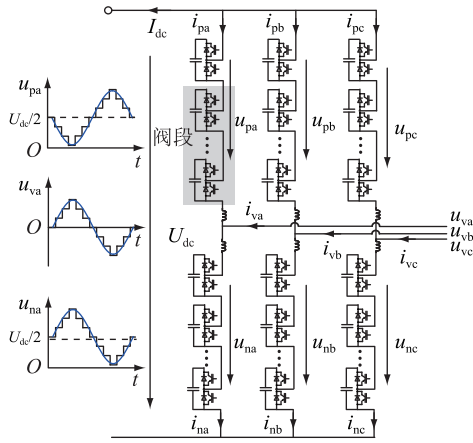 I_dc
i_pa
i_pb
i_pc
u_pa
U_dc/2
O
t
阀段
u_pa
u_pb
u_pc
u_va
O
t
U_dc
i_va
i_vb
i_vc
u_va
u_vb
u_vc
u_na
U_dc/2
O
t
u_na
u_nb
u_nc
i_na
i_nb
i_nc